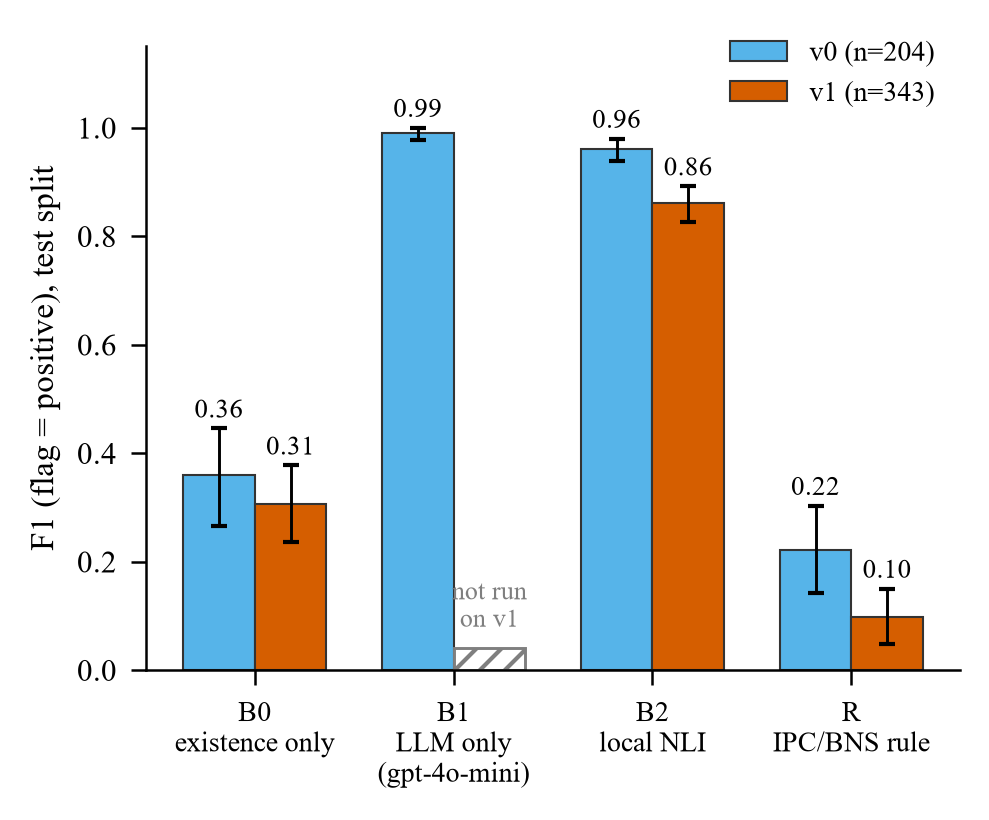 v0 (n=204)
v1 (n=343)
F1 (flag = positive), test split
1.0
0.8
0.6
0.4
0.2
0.0
0.36
0.31
0.99
not run
on v1
0.96
0.86
0.22
0.10
B0
existence only
B1
LLM only
(gpt-4o-mini)
B2
local NLI
R
IPC/BNS rule